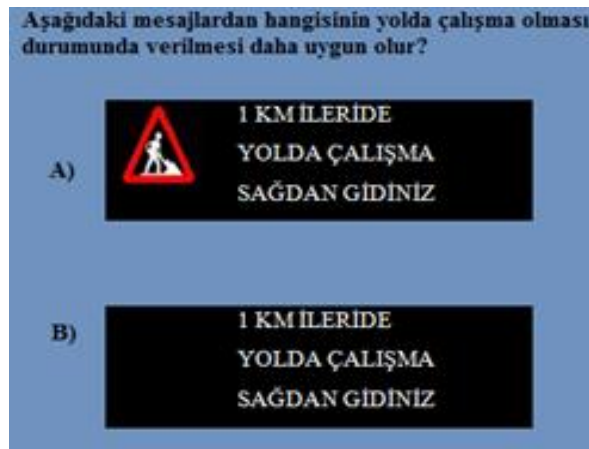 Aşağıdaki mesajlardan hangisinin yolda çalışma olması
durumunda verilmesi daha uygun olur?
A)
1 KM İLERİDE
YOLDA ÇALIŞMA
SAĞDAN GİDİNİZ
B)
1 KM İLERİDE
YOLDA ÇALIŞMA
SAĞDAN GİDİNİZ